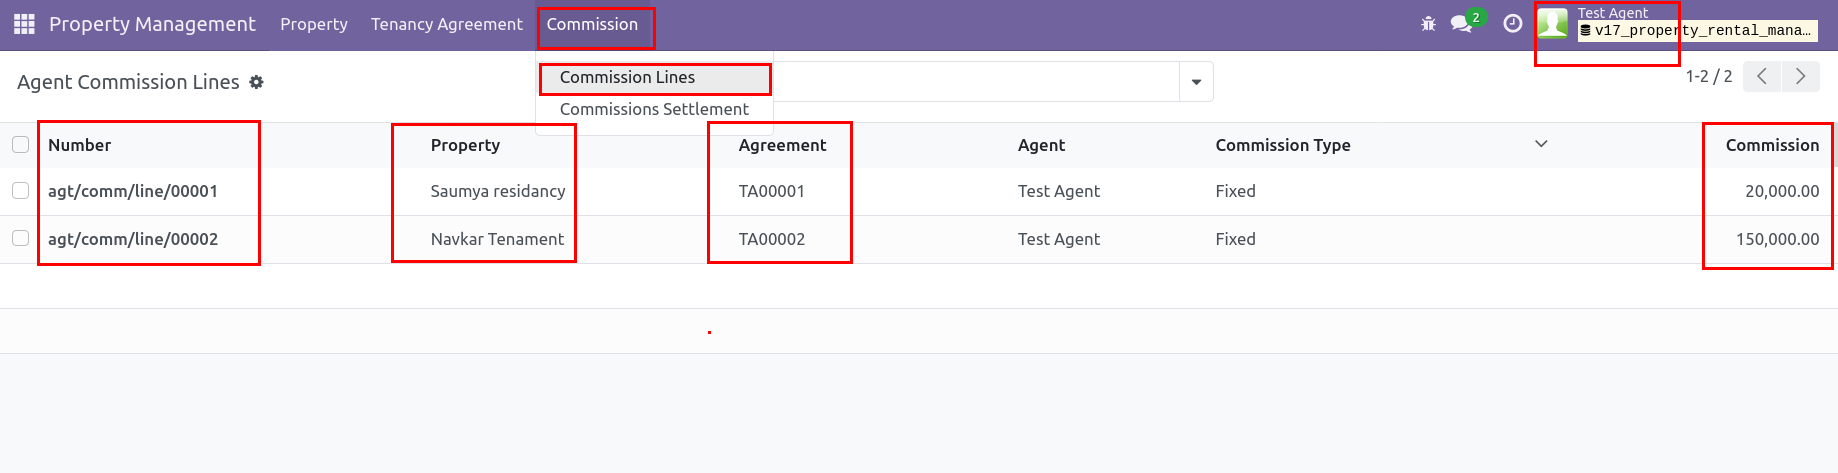 Property Management Property Tenancy Agreement Commission 2 Test Agent
v17_property_rental_mana...
Agent Commission Lines Commission Lines 1-2 / 2
Commissions Settlement
Number Property Agreement Agent Commission Type Commission
agt/comm/line/00001 Saumya residancy TA00001 Test Agent Fixed 20,000.00
agt/comm/line/00002 Navkar Tenament TA00002 Test Agent Fixed 150,000.00